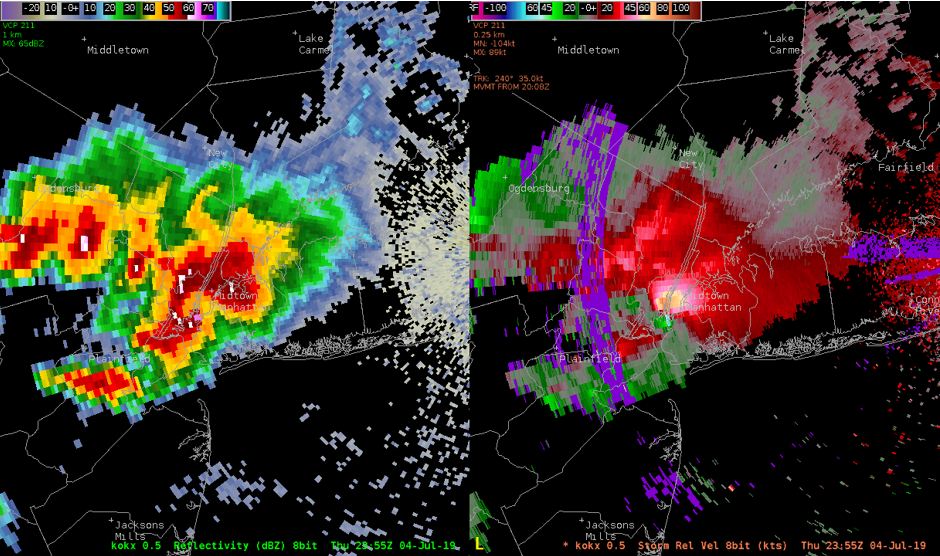 -20 10 -0+ 10 20 30 40 50 60 70
VCP 211
1 km
MX: 65dBZ
Middletown
Lake
Carmel
New
City
Ogdensburg
Midtown
Manhattan
Plainfield
Jacksons
Mills
kokx 0.5 Reflectivity (dBZ) 8bit Thu 23:55Z 04-Jul-19
RF -100 60 45 20 -0+ 20 45 60 80 100
VCP 211
0.25 km
MN: -104kt
MX: 89kt
TRK: 240° 35.0kt
MVMT FROM 20:08Z
Middletown
Lake
Carmel
New
City
Fairfield
Ogdensburg
Midtown
Manhattan
Plainfield
Jacksons
Mills
L
* kokx 0.5 Storm Rel Vel 8bit (kts) Thu 23:55Z 04-Jul-19